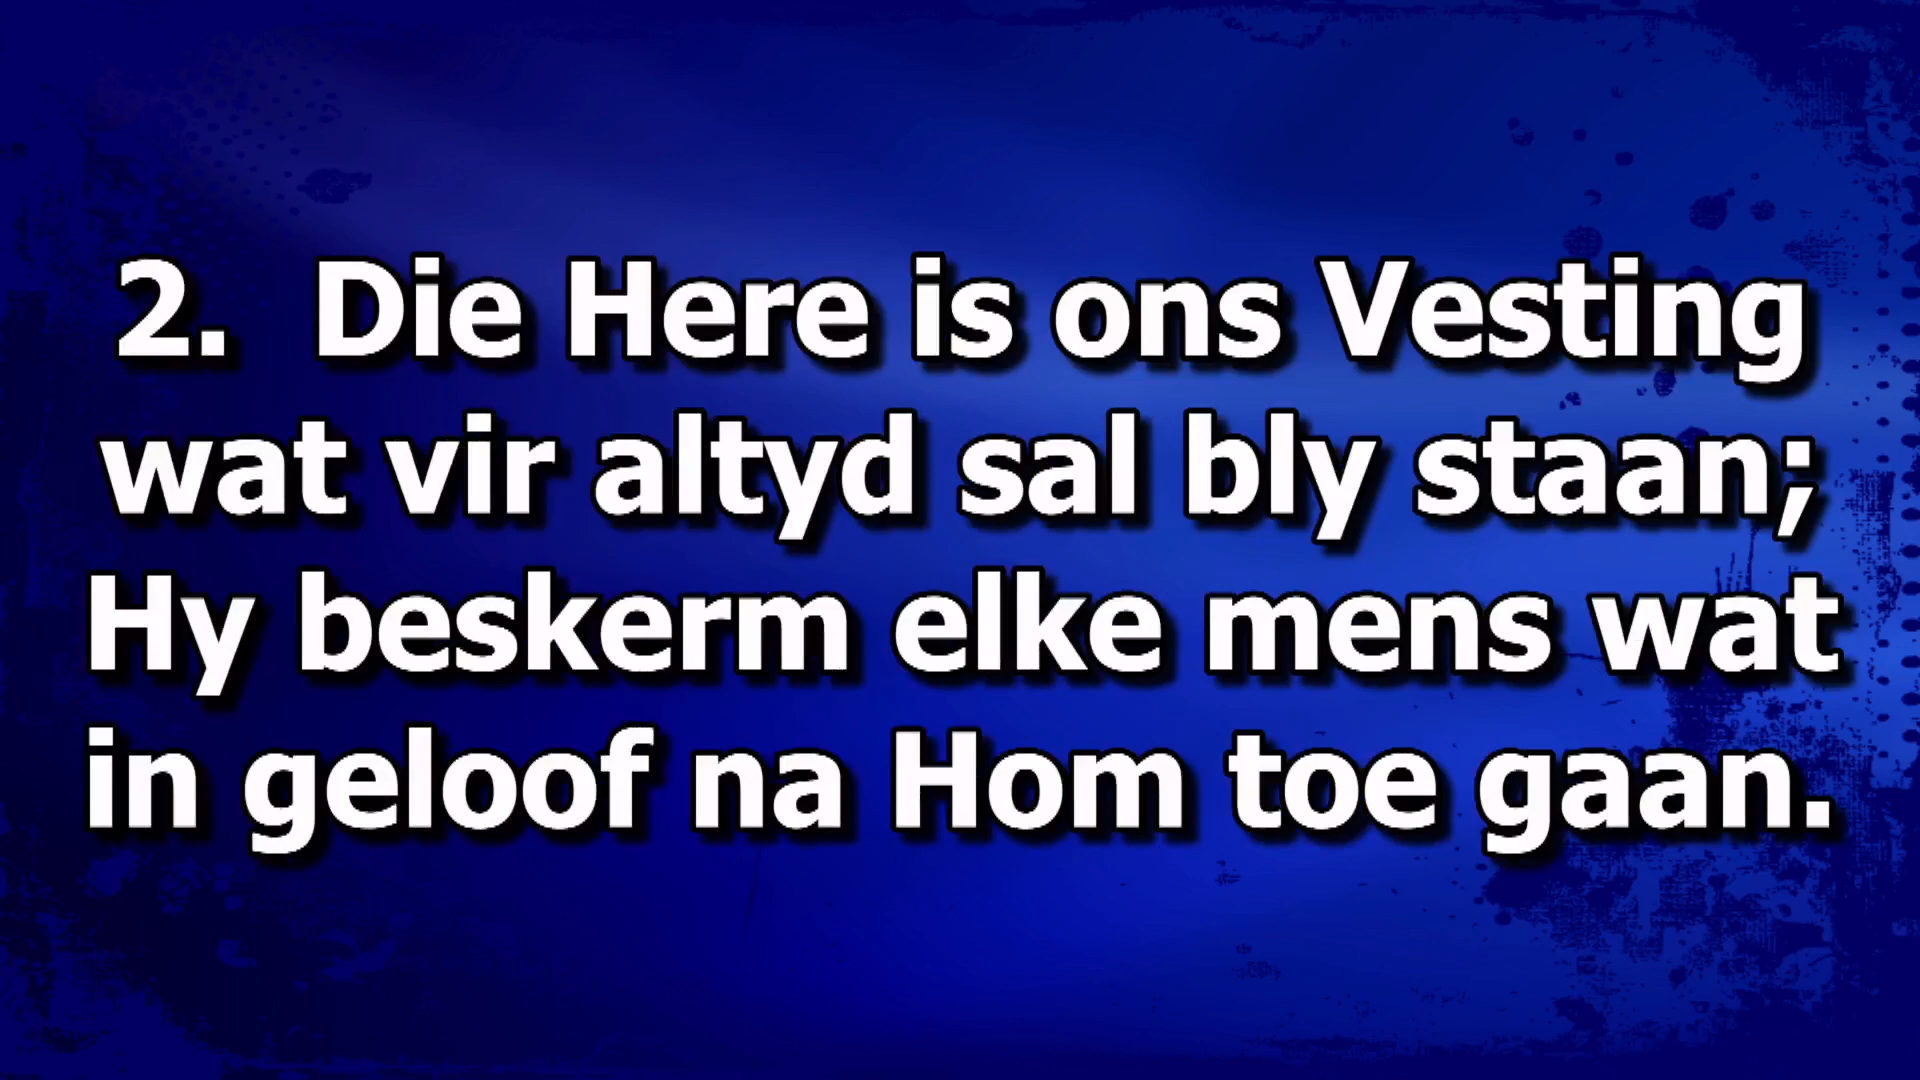 2. Die Here is ons Vesting
wat vir altyd sal bly staan;
Hy beskerm elke mens wat
in geloof na Hom toe gaan.